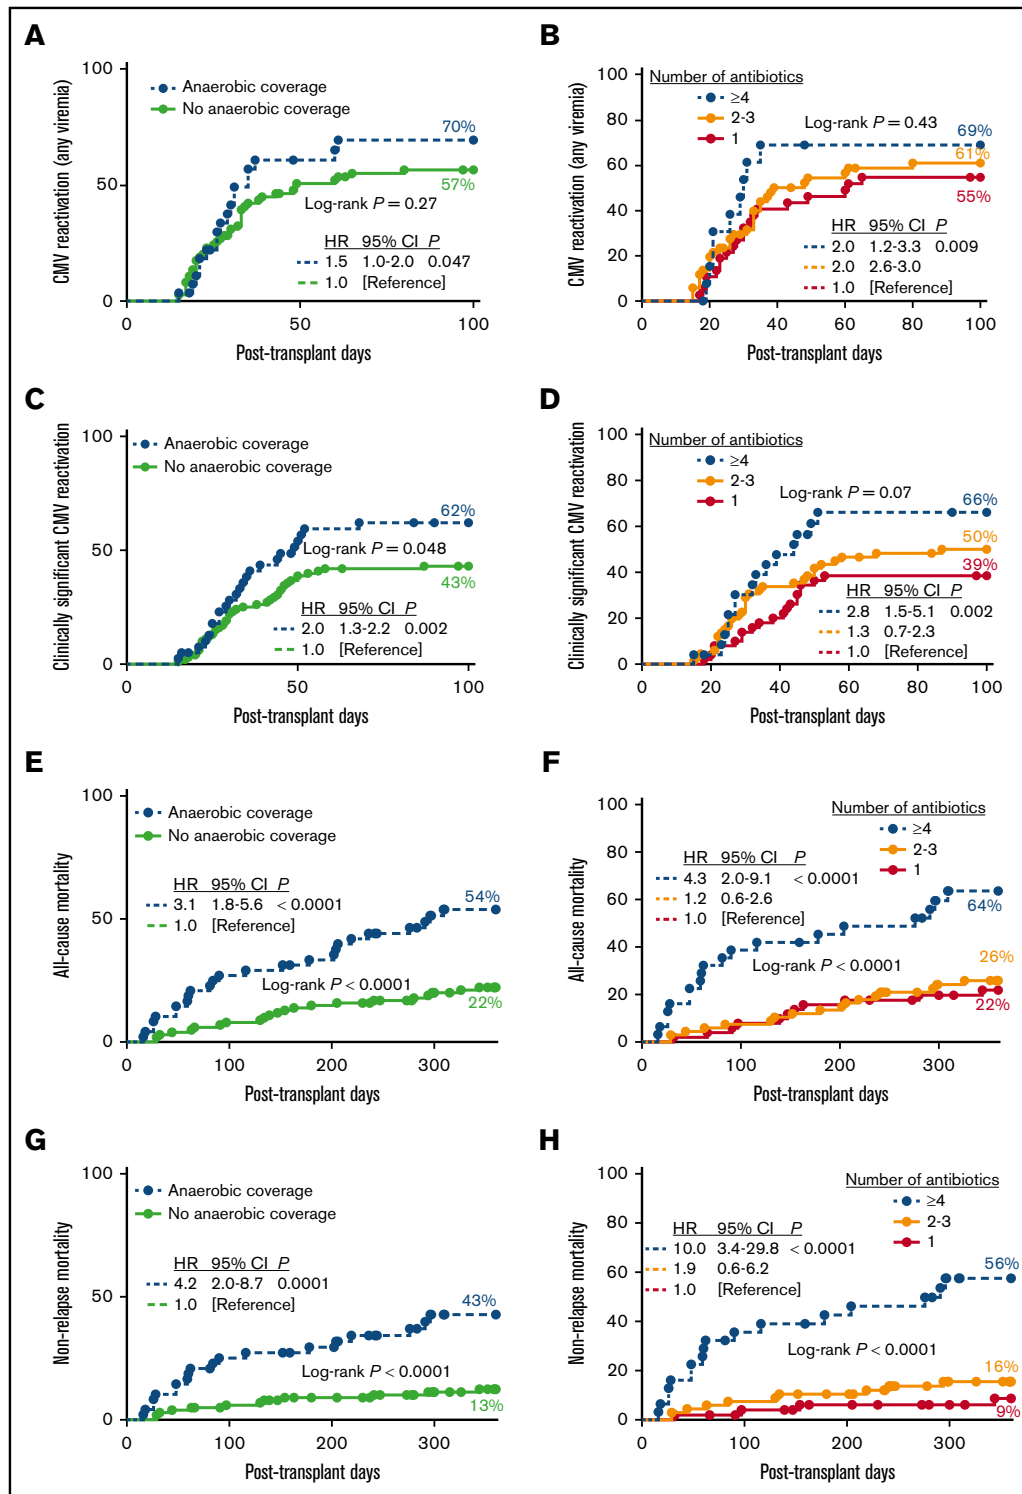 A
CMV reactivation (any viremia)
100
50
0
Anaerobic coverage
No anaerobic coverage
70%
57%
Log-rank P = 0.27
HR 95% CI P
1.5 1.0-2.0 0.047
1.0 [Reference]
0 50 100
Post-transplant days
B
CMV reactivation (any viremia)
100
80
60
40
20
0
Number of antibiotics
≥4
2-3
1
Log-rank P = 0.43
69%
61%
55%
HR 95% CI P
2.0 1.2-3.3 0.009
2.0 2.6-3.0
1.0 [Reference]
0 20 40 60 80 100
Post-transplant days
C
Clinically significant CMV reactivation
100
50
0
Anaerobic coverage
No anaerobic coverage
62%
Log-rank P = 0.048
43%
HR 95% CI P
2.0 1.3-2.2 0.002
1.0 [Reference]
0 50 100
Post-transplant days
D
Clinically significant CMV reactivation
100
80
60
40
20
0
Number of antibiotics
≥4
2-3
1
Log-rank P = 0.07
66%
50%
39%
HR 95% CI P
2.8 1.5-5.1 0.002
1.3 0.7-2.3
1.0 [Reference]
0 20 40 60 80 100
Post-transplant days
E
All-cause mortality
100
50
0
Anaerobic coverage
No anaerobic coverage
HR 95% CI P
3.1 1.8-5.6 < 0.0001
1.0 [Reference]
54%
Log-rank P < 0.0001
22%
0 100 200 300
Post-transplant days
F
All-cause mortality
100
80
60
40
20
0
Number of antibiotics
≥4
2-3
1
HR 95% CI P
4.3 2.0-9.1 < 0.0001
1.2 0.6-2.6
1.0 [Reference]
64%
Log-rank P < 0.0001
26%
22%
0 100 200 300
Post-transplant days
G
Non-relapse mortality
100
50
0
Anaerobic coverage
No anaerobic coverage
HR 95% CI P
4.2 2.0-8.7 0.0001
1.0 [Reference]
43%
Log-rank P < 0.0001
13%
0 100 200 300
Post-transplant days
H
Non-relapse mortality
100
80
60
40
20
0
Number of antibiotics
≥4
2-3
1
HR 95% CI P
10.0 3.4-29.8 < 0.0001
1.9 0.6-6.2
1.0 [Reference]
56%
Log-rank P < 0.0001
16%
9%
0 100 200 300
Post-transplant days